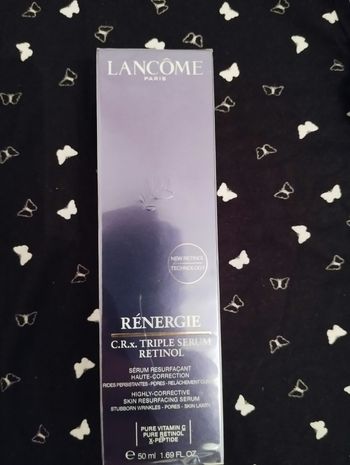 LANCÔME
PARIS
NEW RETINOL
TECHNOLOGY
RÉNERGIE
C.R.x. TRIPLE SERUM
RETINOL
SÉRUM RESURFAÇANT
HAUTE-CORRECTION
RIDES PERSISTANTES - PORES - RELÂCHEMENT
HIGHLY-CORRECTIVE
SKIN RESURFACING SERUM
STUBBORN WRINKLES - PORES - SKIN LAXITY
PURE VITAMIN C
PURE RETINOL
-PEPTIDE
e 50 ml 1.69 FL. OZ.